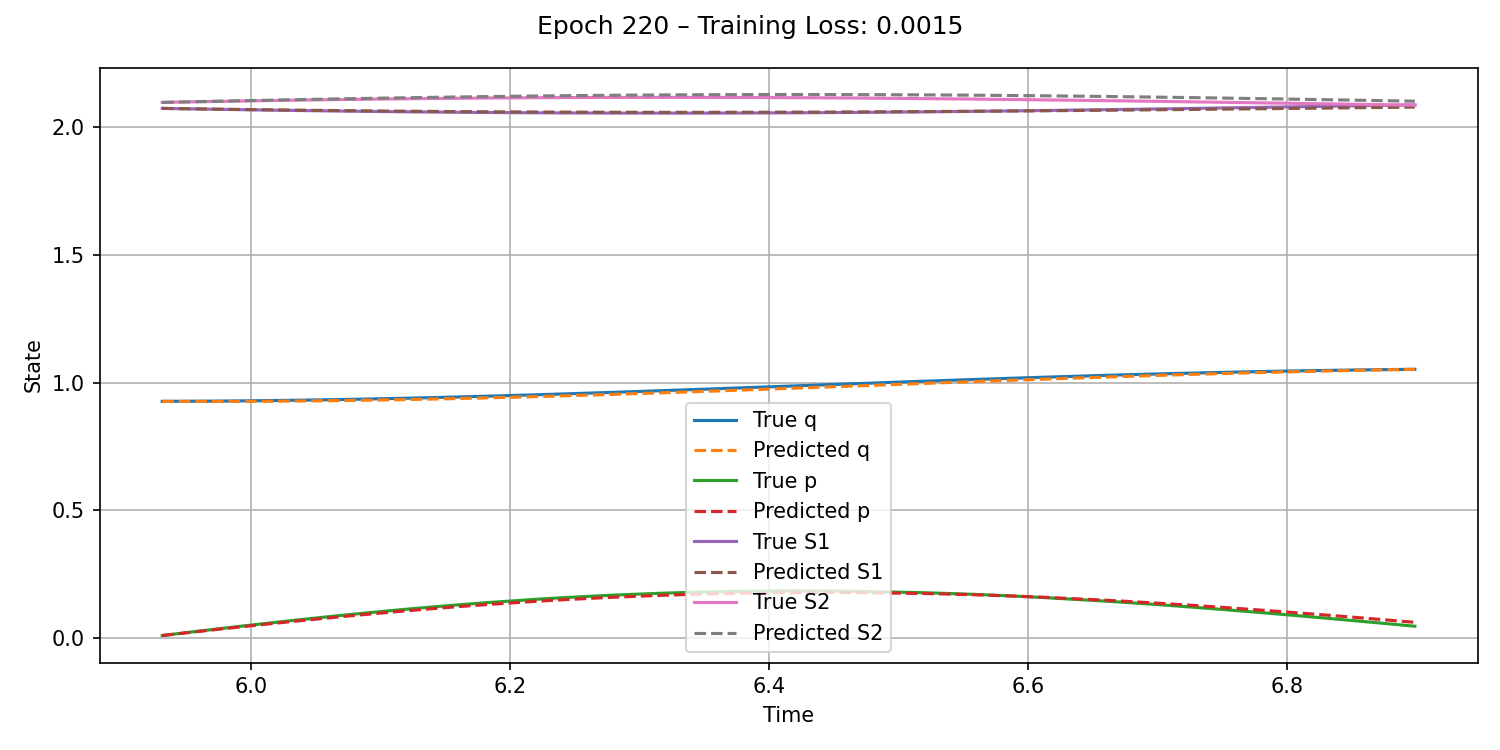 Epoch 220 – Training Loss: 0.0015
2.0
1.5
1.0
0.5
0.0
State
True q
Predicted q
True p
Predicted p
True S1
Predicted S1
True S2
Predicted S2
6.0 6.2 6.4 6.6 6.8
Time